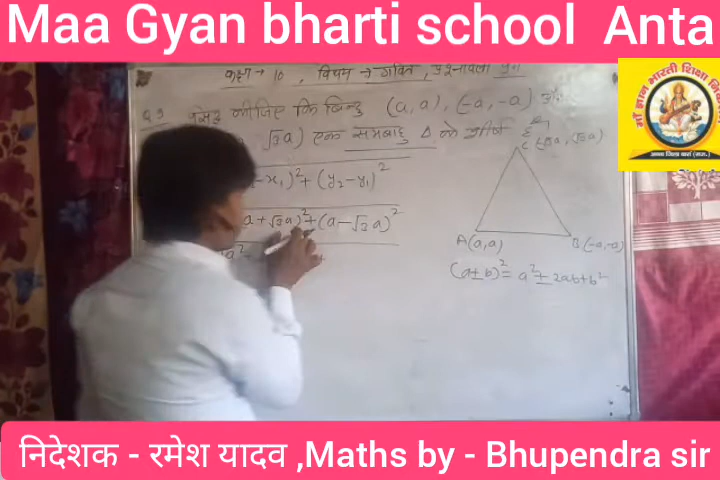 Maa Gyan bharti school Anta
कक्षा → 10 , विषय → गणित , प्रश्नावली
Q 3 सिद्ध कीजिए कि बिन्दु (a, a), (-a, -a) और
√3a) एक समबाहु Δ के शीर्ष
C(-√3a, √3a)
x₁)² + (y₂ - y₁)²
a + √3a)² + (a - √3a)²
A(a, a)
B(-a, -a)
(a ± b)² = a² ± 2ab + b²
माँ ज्ञान भारती शिक्षा
निदेशक - रमेश यादव ,Maths by - Bhupendra sir